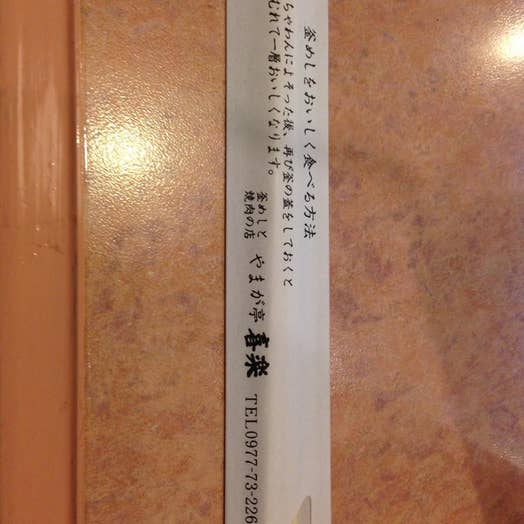 釜めしをおいしく食べる方法
ちゃわんによそった後、再び釜の蓋をしておくと
むれて一層おいしくなります。
釜めしと
焼肉の店
やまが亭 喜楽 TEL0977-73-226